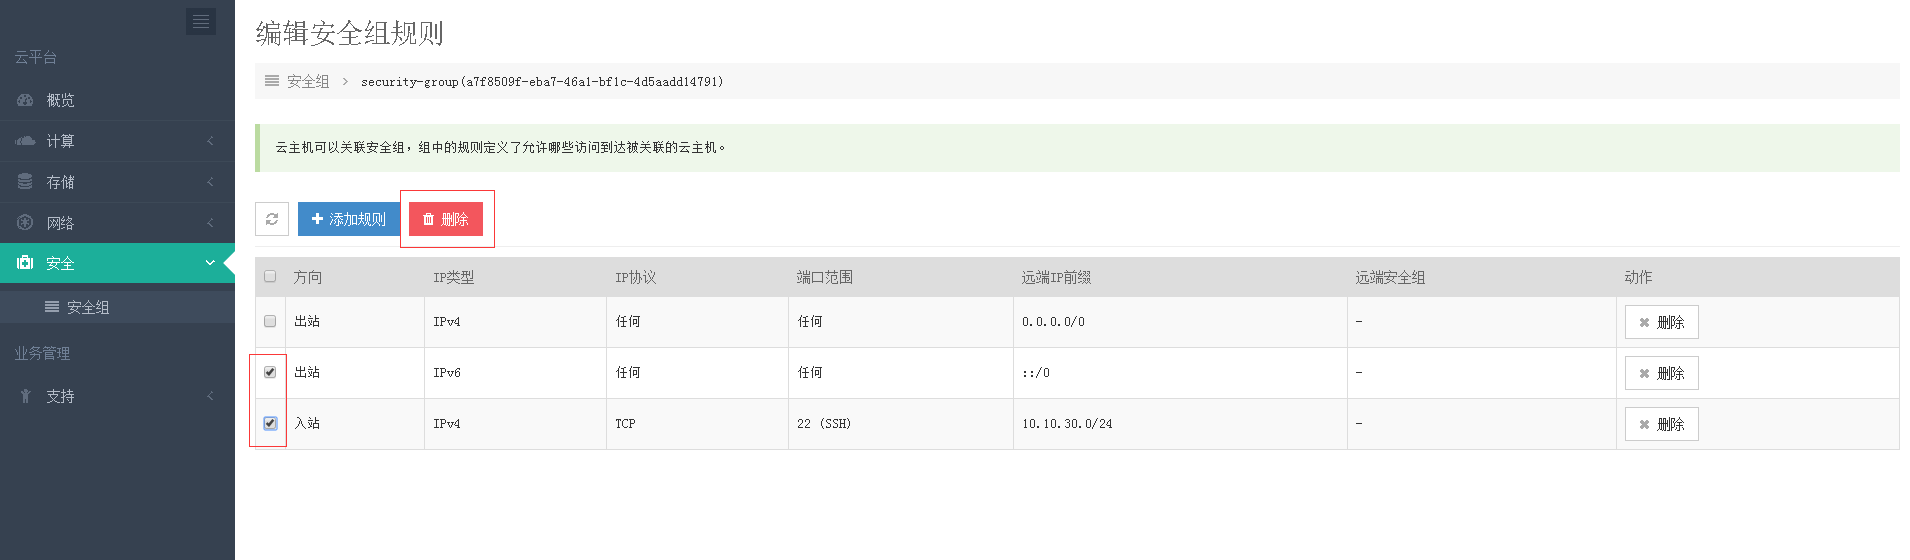 云平台
概览
计算
存储
网络
安全
安全组
业务管理
支持
编辑安全组规则
安全组 > security-group(a7f8509f-eba7-46a1-bf1c-4d5aadd14791)
云主机可以关联安全组，组中的规则定义了允许哪些访问到达被关联的云主机。
添加规则 删除
方向 IP类型 IP协议 端口范围 远端IP前缀 远端安全组 动作
出站 IPv4 任何 任何 0.0.0.0/0 - 删除
出站 IPv6 任何 任何 ::/0 - 删除
入站 IPv4 TCP 22 (SSH) 10.10.30.0/24 - 删除